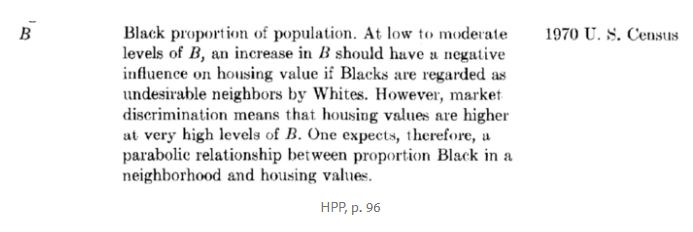 B Black proportion of population. At low to moderate 1970 U. S. Census
levels of B, an increase in B should have a negative
influence on housing value if Blacks are regarded as
undesirable neighbors by Whites. However, market
discrimination means that housing values are higher
at very high levels of B. One expects, therefore, a
parabolic relationship between proportion Black in a
neighborhood and housing values.
HPP, p. 96